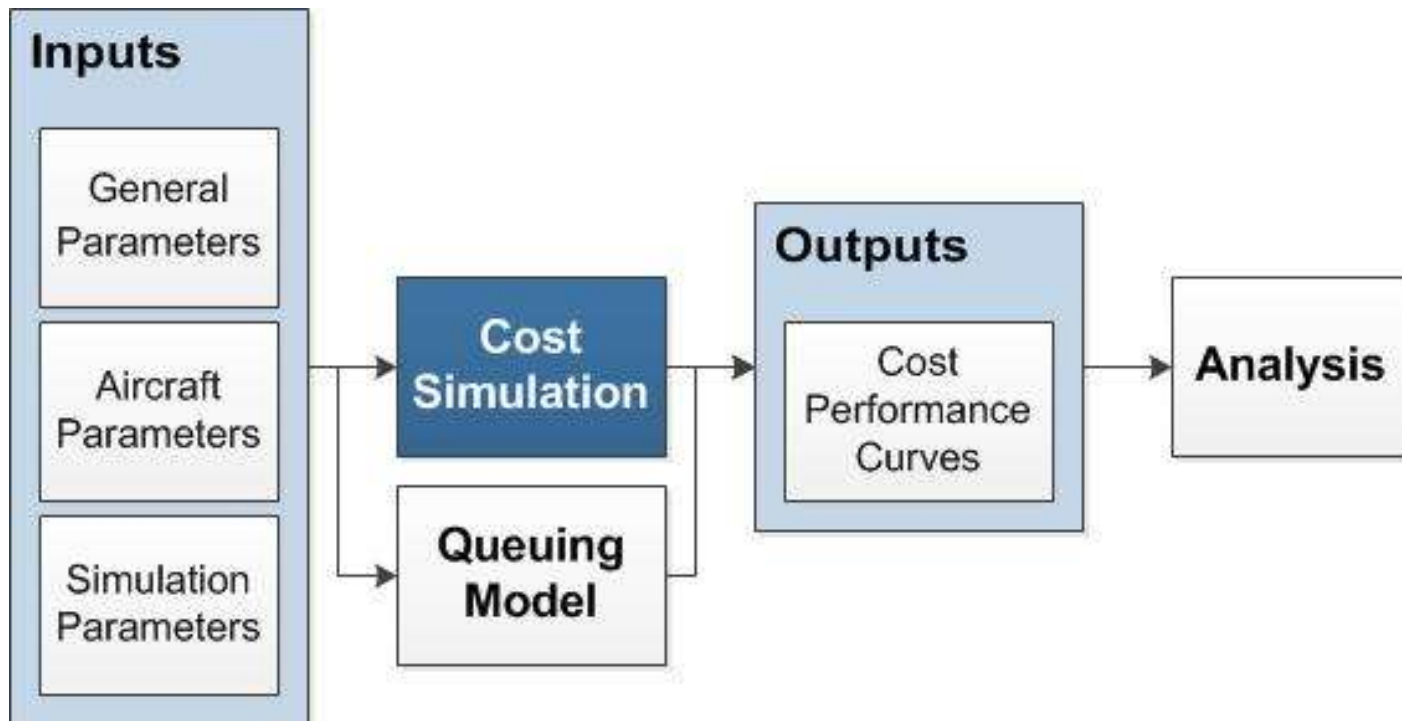 Inputs
General
Parameters
Aircraft
Parameters
Simulation
Parameters
Cost
Simulation
Queuing
Model
Outputs
Cost
Performance
Curves
Analysis